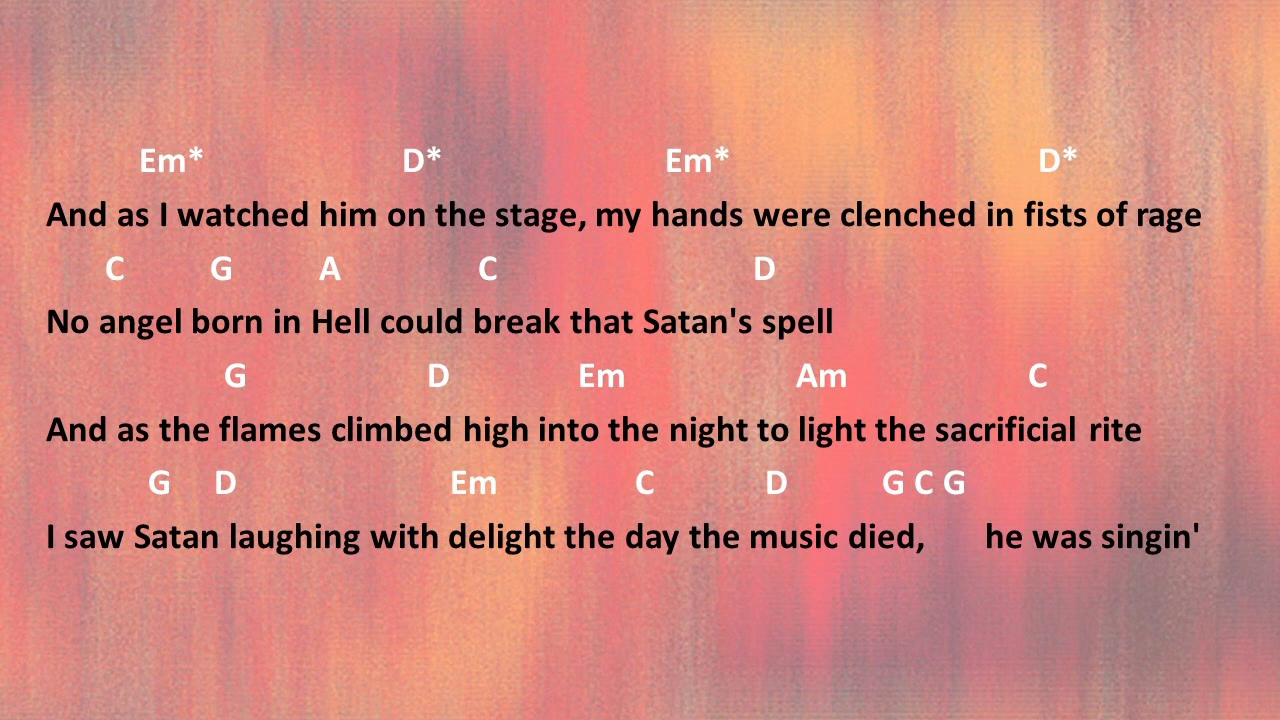 Em* D* Em* D*
And as I watched him on the stage, my hands were clenched in fists of rage
C G A C D
No angel born in Hell could break that Satan's spell
G D Em Am C
And as the flames climbed high into the night to light the sacrificial rite
G D Em C D G C G
I saw Satan laughing with delight the day the music died, he was singin'